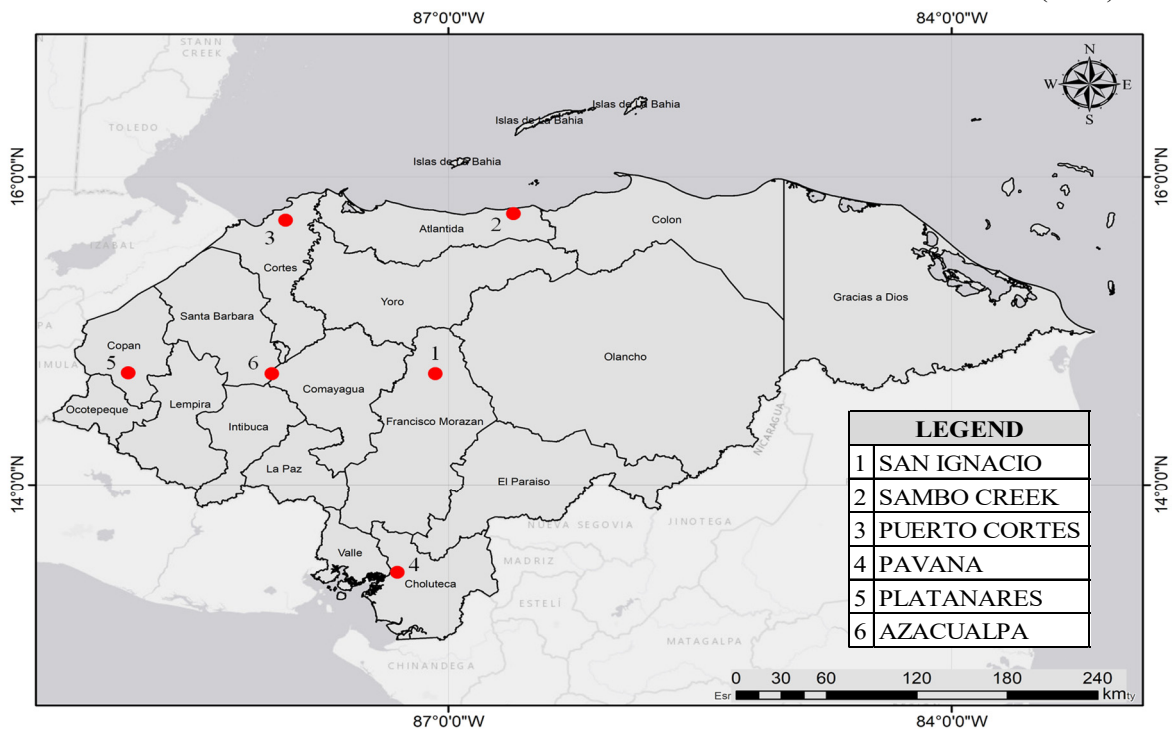 87°0'0"W 84°0'0"W
STANN
CREEK
TOLEDO
N
W E
S
Islas de La Bahia
Islas de La Bahia
Islas de La Bahia
16°0'0"N 16°0'0"N
2
Colon
3
Atlantida
IZABAL
Cortes
Gracias a Dios
Yoro
Santa Barbara
Copan
1
Olancho
5
6
Comayagua
Ocotepeque
Lempira
Francisco Morazan
Intibuca
NICARAGUA
La Paz
El Paraiso
14°0'0"N 14°0'0"N
NUEVA SEGOVIA
JINOTEGA
Valle
4
Choluteca
MADRIZ
ESTELÍ
MATAGALPA
CHINANDEGA
LEGEND
1 SAN IGNACIO
2 SAMBO CREEK
3 PUERTO CORTES
4 PAVANA
5 PLATANARES
6 AZACUALPA
Esr 0 30 60 120 180 240 km ty
87°0'0"W 84°0'0"W